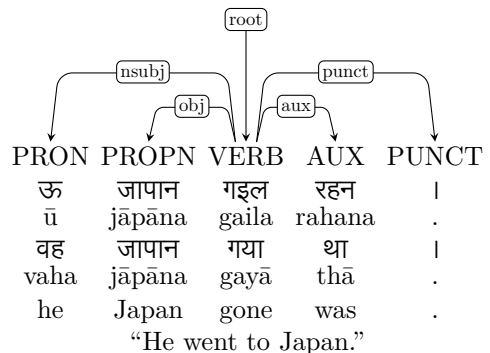 root
nsubj punct
obj aux
PRON PROPN VERB AUX PUNCT
ऊ जापान गइल रहन ।
ū jāpāna gaila rahana .
वह जापान गया था ।
vaha jāpāna gayā thā .
he Japan gone was .
“He went to Japan.”